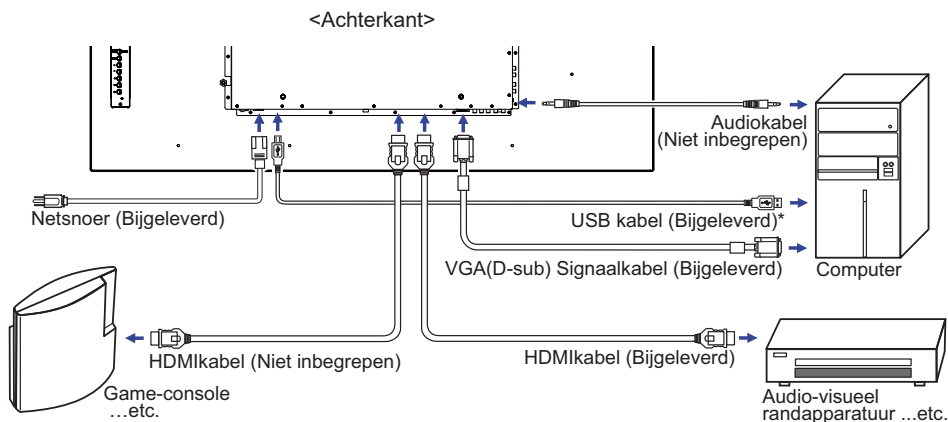 <Achterkant>
Audiokabel
(Niet inbegrepen)
Netsnoer (Bijgeleverd)
USB kabel (Bijgeleverd)*
VGA(D-sub) Signaalkabel (Bijgeleverd)
Computer
HDMIkabel (Niet inbegrepen)
HDMIkabel (Bijgeleverd)
Game-console
...etc.
Audio-visueel
randapparatuur ...etc.